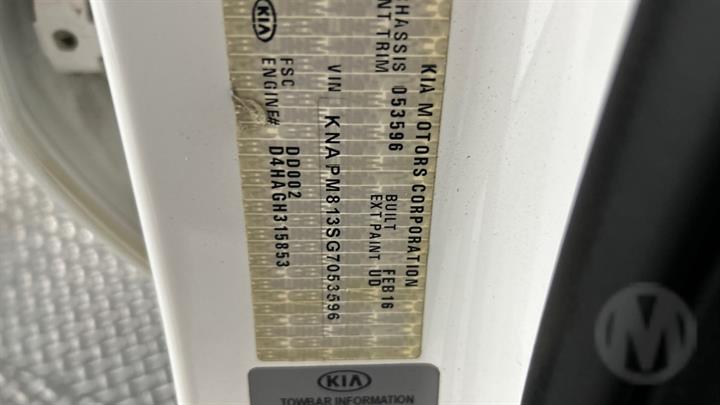 KIA MOTORS CORPORATION
CHASSIS 053596 BUILT FEB16
NT TRIM EXT PAINT UD
VIN KNAPM813SG7053596
FSC DD002
ENGINE# D4HAGH315853
KIA
KIA
TOWBAR INFORMATION
M